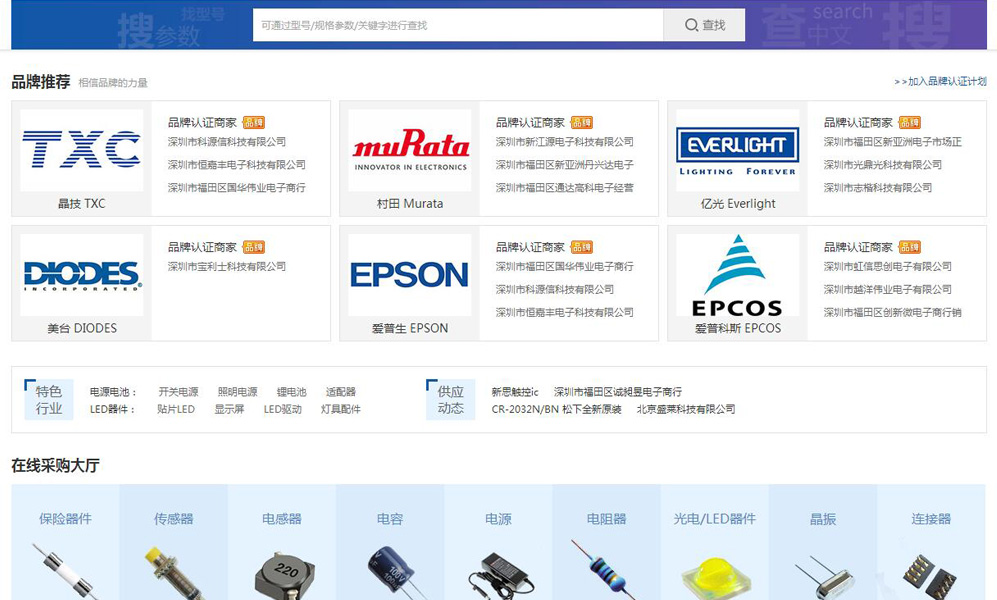 找型号
搜参数
可通过型号/规格参数/关键字进行查找
查找
查中文
search
搜
品牌推荐 相信品牌的力量
>>加入品牌认证计划
TXC
晶技 TXC
品牌认证商家 品牌
深圳市科源信科技有限公司
深圳市恒嘉丰电子科技有限公司
深圳市福田区国华伟业电子商行
muRata
INNOVATOR IN ELECTRONICS
村田 Murata
品牌认证商家 品牌
深圳市新江源电子科技有限公司
深圳市福田区新亚洲丹兴达电子
深圳市福田区通达高科电子经营
EVERLIGHT
LIGHTING FOREVER
亿光 Everlight
品牌认证商家 品牌
深圳市福田区新亚洲电子市场正
深圳市光鼎光科技有限公司
深圳市志楷科技有限公司
DIODES
INCORPORATED
美台 DIODES
品牌认证商家 品牌
深圳市宝利士科技有限公司
EPSON
爱普生 EPSON
品牌认证商家 品牌
深圳市福田区国华伟业电子商行
深圳市科源信科技有限公司
深圳市恒嘉丰电子科技有限公司
EPCOS
爱普科斯 EPCOS
品牌认证商家 品牌
深圳市虹信思创电子有限公司
深圳市越洋伟业电子有限公司
深圳市福田区创新微电子商行销
特色
行业
电源电池： 开关电源 照明电源 锂电池 适配器
LED器件： 贴片LED 显示屏 LED驱动 灯具配件
供应
动态
新思触控ic 深圳市福田区诚昶昱电子商行
CR-2032N/BN 松下全新原装 北京盛莱科技有限公司
在线采购大厅
保险器件 传感器 电感器 电容 电源 电阻器 光电/LED器件 晶振 连接器
220
100V